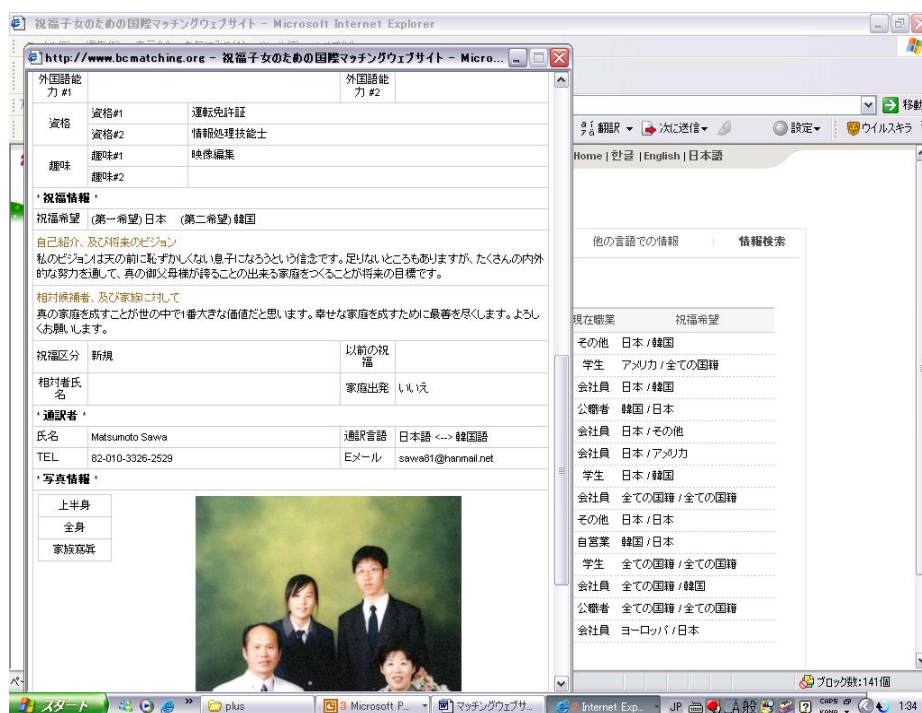 祝福子女のための国際マッチングウェブサイト - Microsoft Internet Explorer
http://www.bcmatching.org - 祝福子女のための国際マッチングウェブサイト - Micro...
移動
翻訳 次に送信 設定 ウイルスキラ
Home | 한글 | English | 日本語
他の言語での情報 情報検索
外国語能力 #1 外国語能力 #2
資格 資格#1 運転免許証
資格#2 情報処理技能士
趣味 趣味#1 映像編集
趣味#2
・祝福情報・
祝福希望 (第一希望) 日本 (第二希望) 韓国
自己紹介、及び将来のビジョン
私のビジョンは天の前に恥ずかしくない息子になろうという信念です。足りないところもありますが、たくさんの内外
的な努力を通して、真の御父母様が誇ることの出来る家庭をつくることが将来の目標です。
相対候補者、及び家族に対して
真の家庭を成すことが世の中で1番大きな価値だと思います。幸せな家庭を成すために最善を尽くします。よろし
くお願いします。
祝福区分 新規 以前の祝福
相対者氏名 家庭出発 いいえ
・通訳者・
氏名 Matsumoto Sawa 通訳言語 日本語 <--> 韓国語
TEL 82-010-3326-2529 Eメール sawa81@hanmail.net
・写真情報・
上半身
全身
家族寫眞
現在職業 祝福希望
その他 日本 / 韓国
学生 アメリカ / 全ての国籍
会社員 日本 / 韓国
公職者 韓国 / 日本
会社員 日本 / その他
会社員 日本 / アメリカ
学生 日本 / 韓国
会社員 全ての国籍 / 全ての国籍
その他 日本 / 日本
自営業 韓国 / 日本
学生 全ての国籍 / 全ての国籍
会社員 全ての国籍 / 韓国
公職者 全ての国籍 / 全ての国籍
会社員 ヨーロッパ / 日本
ブロック数:141個
スタート plus 3 Microsoft P... マッチングウェブサ... 2 Internet Exp... JP A 般 CAPS KANA 1:34